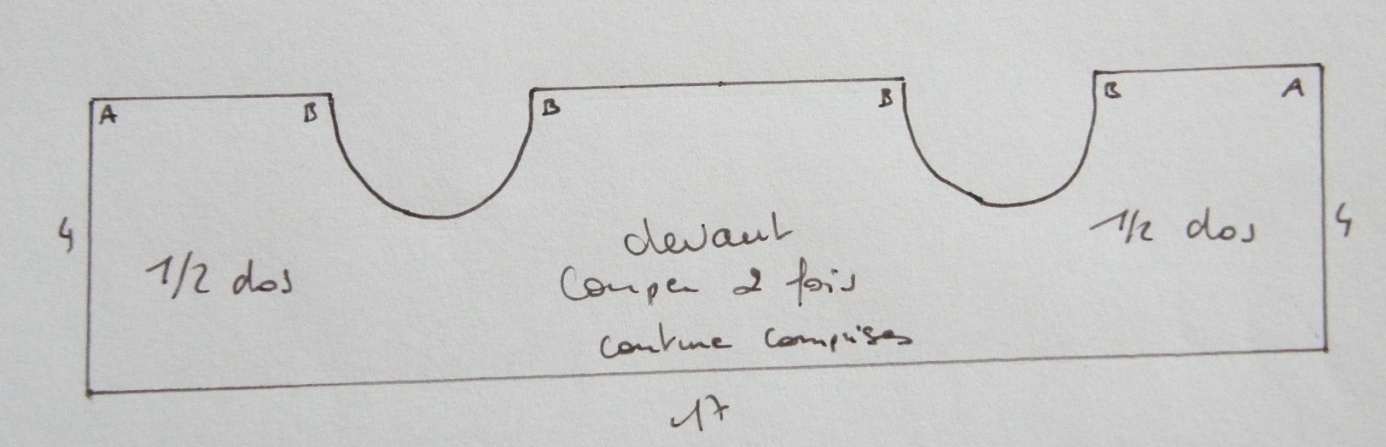 A B B B B A
4 4
1/2 dos
1/2 dos
devant
Couper 2 fois
couture comprises
17